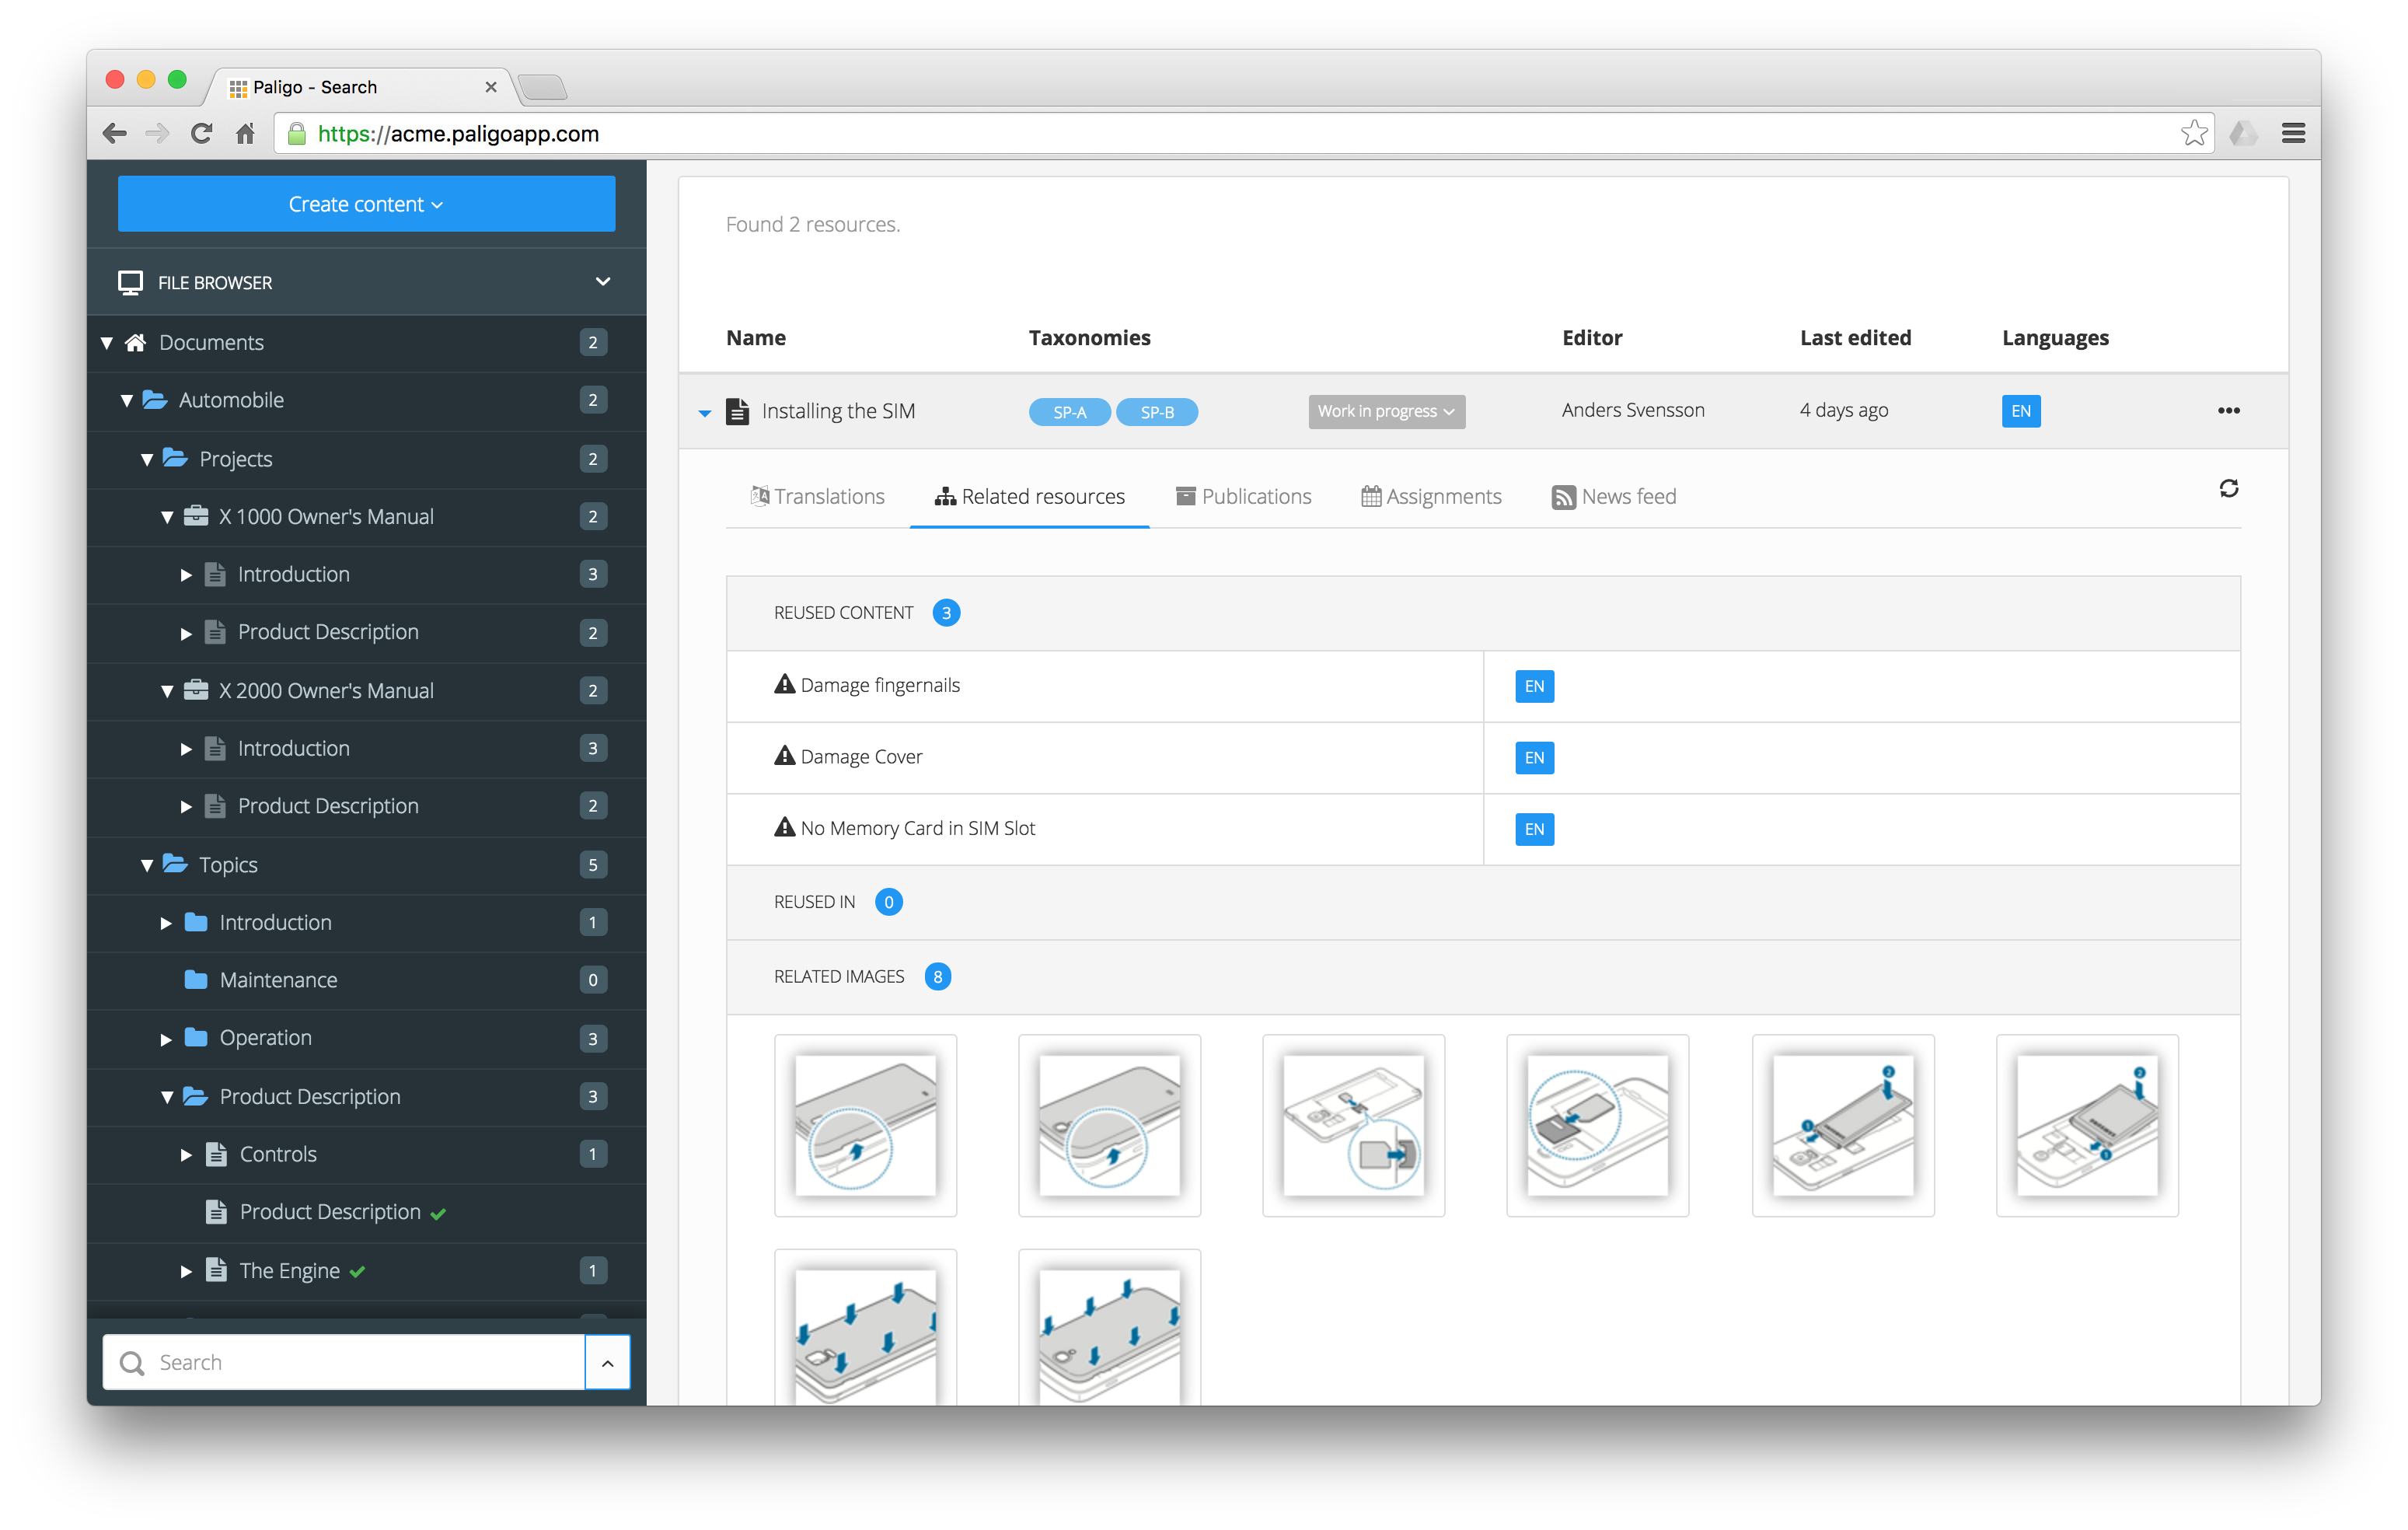 Paligo - Search
https://acme.paligoapp.com
Create content
FILE BROWSER
Documents 2
Automobile 2
Projects 2
X 1000 Owner's Manual 2
Introduction 3
Product Description 2
X 2000 Owner's Manual 2
Introduction 3
Product Description 2
Topics 5
Introduction 1
Maintenance 0
Operation 3
Product Description 3
Controls 1
Product Description
The Engine 1
Search
Found 2 resources.
Name Taxonomies Editor Last edited Languages
Installing the SIM SP-A SP-B Work in progress Anders Svensson 4 days ago EN
Translations Related resources Publications Assignments News feed
REUSED CONTENT 3
Damage fingernails EN
Damage Cover EN
No Memory Card in SIM Slot EN
REUSED IN 0
RELATED IMAGES 8
2 2
1 1